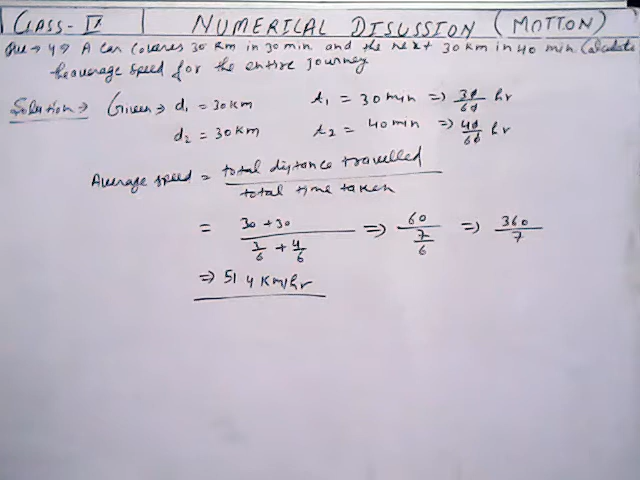 CLASS-IX NUMERICAL DISUSSION (MOTION)
Que → 4) A Car Coveres 30 Km in 30 min and the next 30 Km in 40 min Calculate
the average speed for the entire journey
Solution → Given → d1 = 30 KM t1 = 30 min ⇒ 30/60 hr
d2 = 30 KM t2 = 40 min ⇒ 40/60 hr
Average speed = total distance travelled / total time taken
= 30 + 30 / 3/6 + 4/6 ⇒ 60 / 7/6 ⇒ 360/7
⇒ 51.4 KM/hr